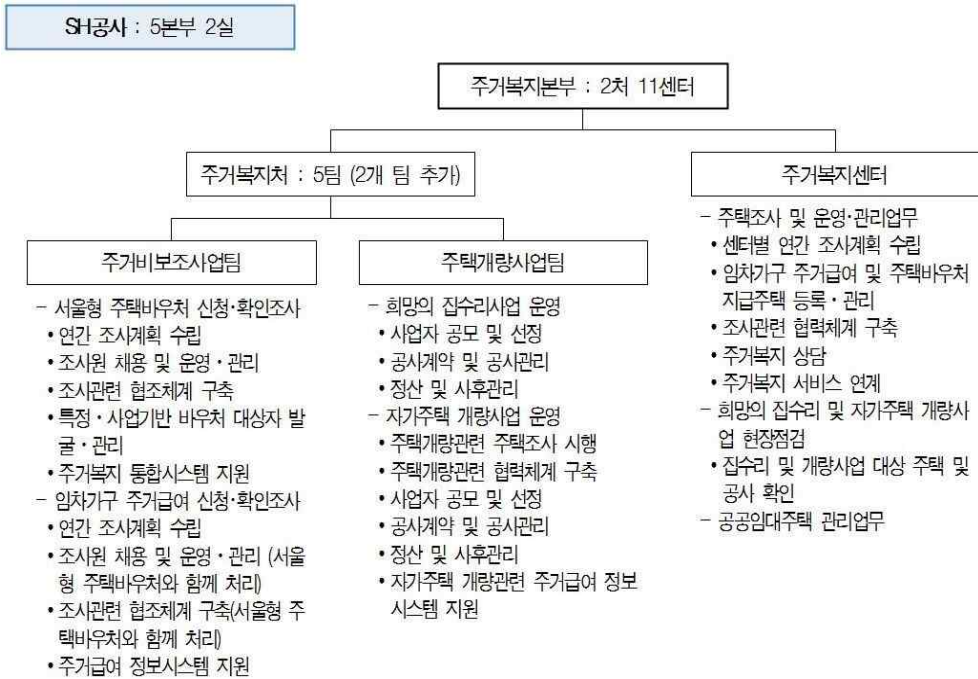 SH공사 : 5본부 2실
주거복지본부 : 2처 11센터
주거복지처 : 5팀 (2개 팀 추가)
주거복지센터
주거비보조사업팀
주택개량사업팀
- 서울형 주택바우처 신청·확인조사
• 연간 조사계획 수립
• 조사원 채용 및 운영·관리
• 조사관련 협조체계 구축
• 특정·사업기반 바우처 대상자 발
굴·관리
• 주거복지 통합시스템 지원
- 임차가구 주거급여 신청·확인조사
• 연간 조사계획 수립
• 조사원 채용 및 운영·관리 (서울
형 주택바우처와 함께 처리)
• 조사관련 협조체계 구축(서울형 주
택바우처와 함께 처리)
• 주거급여 정보시스템 지원
- 희망의 집수리사업 운영
• 사업자 공모 및 선정
• 공사계약 및 공사관리
• 정산 및 사후관리
- 자가주택 개량사업 운영
• 주택개량관련 주택조사 시행
• 주택개량관련 협력체계 구축
• 사업자 공모 및 선정
• 공사계약 및 공사관리
• 정산 및 사후관리
• 자가주택 개량관련 주거급여 정보
시스템 지원
- 주택조사 및 운영·관리업무
• 센터별 연간 조사계획 수립
• 임차가구 주거급여 및 주택바우처
지급주택 등록·관리
• 조사관련 협력체계 구축
• 주거복지 상담
• 주거복지 서비스 연계
- 희망의 집수리 및 자가주택 개량사
업 현장점검
• 집수리 및 개량사업 대상 주택 및
공사 확인
- 공공임대주택 관리업무